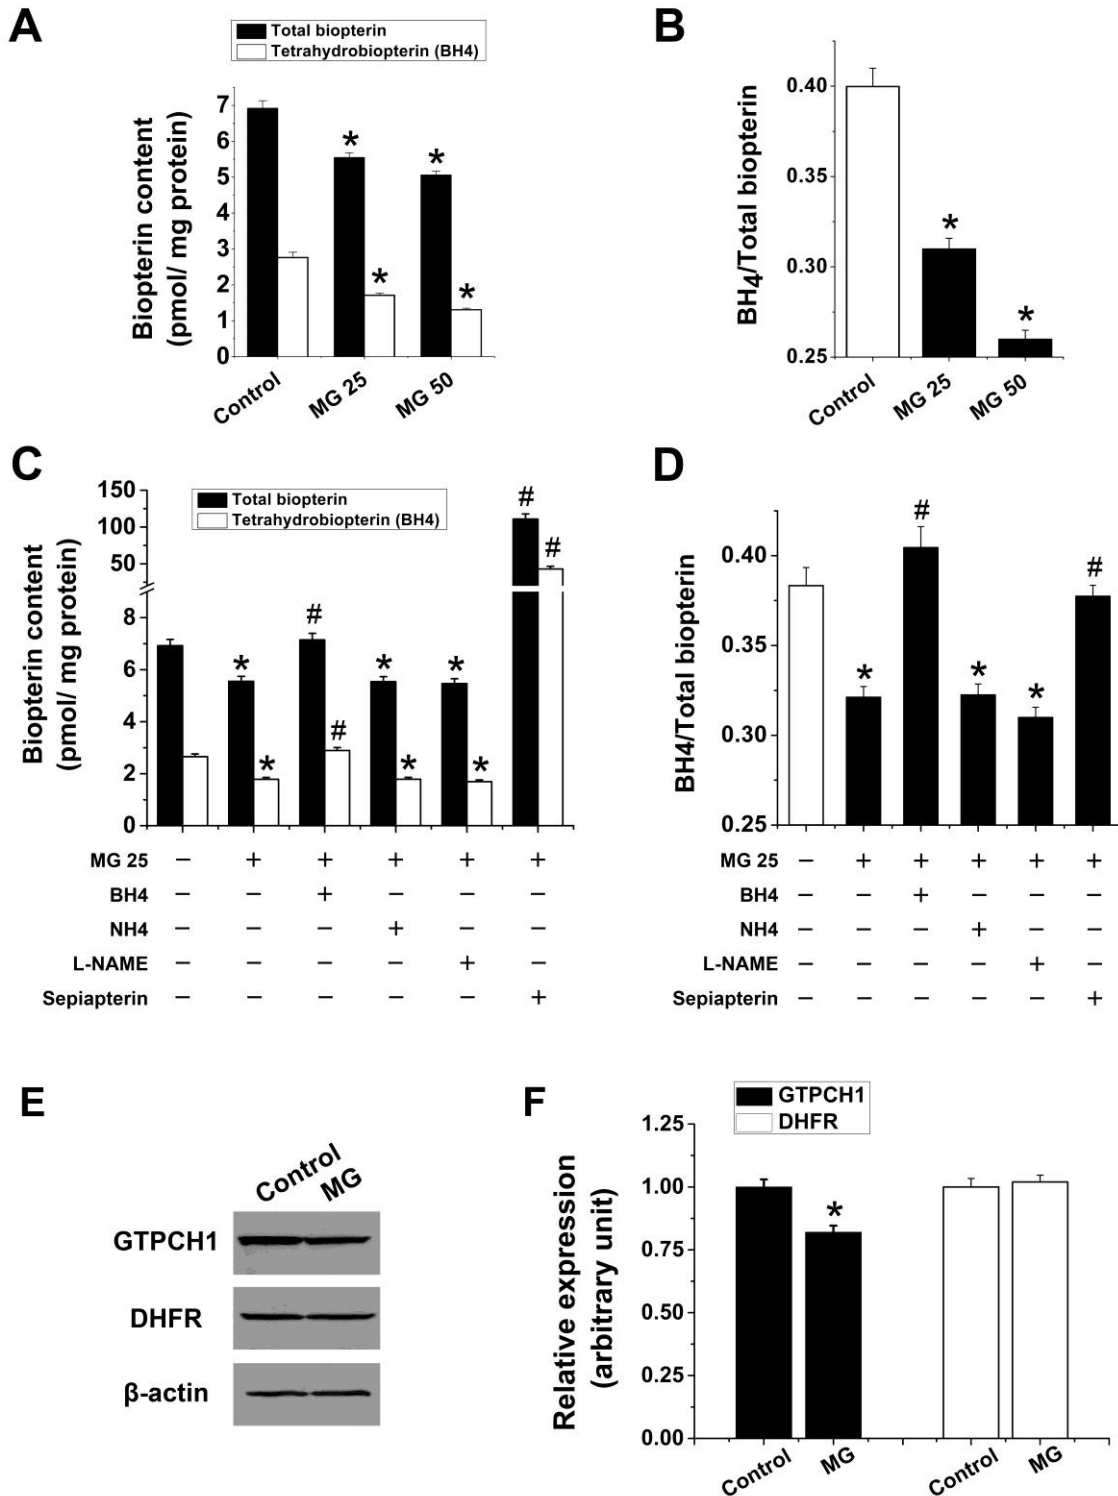 A
Total biopterin
Tetrahydrobiopterin (BH4)
Biopterin content
(pmol/ mg protein)
7
6
5
4
3
2
1
0
*
*
*
*
Control
MG 25
MG 50
B
BH4/Total biopterin
0.40
0.35
0.30
0.25
*
*
Control
MG 25
MG 50
C
Total biopterin
Tetrahydrobiopterin (BH4)
Biopterin content
(pmol/ mg protein)
150
100
50
8
6
4
2
0
*
*
#
#
*
*
*
*
#
#
MG 25 − + + + + +
BH4 − − + − − −
NH4 − − − + − −
L-NAME − − − − + −
Sepiapterin − − − − − +
D
BH4/Total biopterin
0.40
0.35
0.30
0.25
*
#
*
*
#
MG 25 − + + + + +
BH4 − − + − − −
NH4 − − − + − −
L-NAME − − − − + −
Sepiapterin − − − − − +
E
Control
MG
GTPCH1
DHFR
β-actin
F
GTPCH1
DHFR
Relative expression
(arbitrary unit)
1.25
1.00
0.75
0.50
0.25
0.00
*
Control
MG
Control
MG